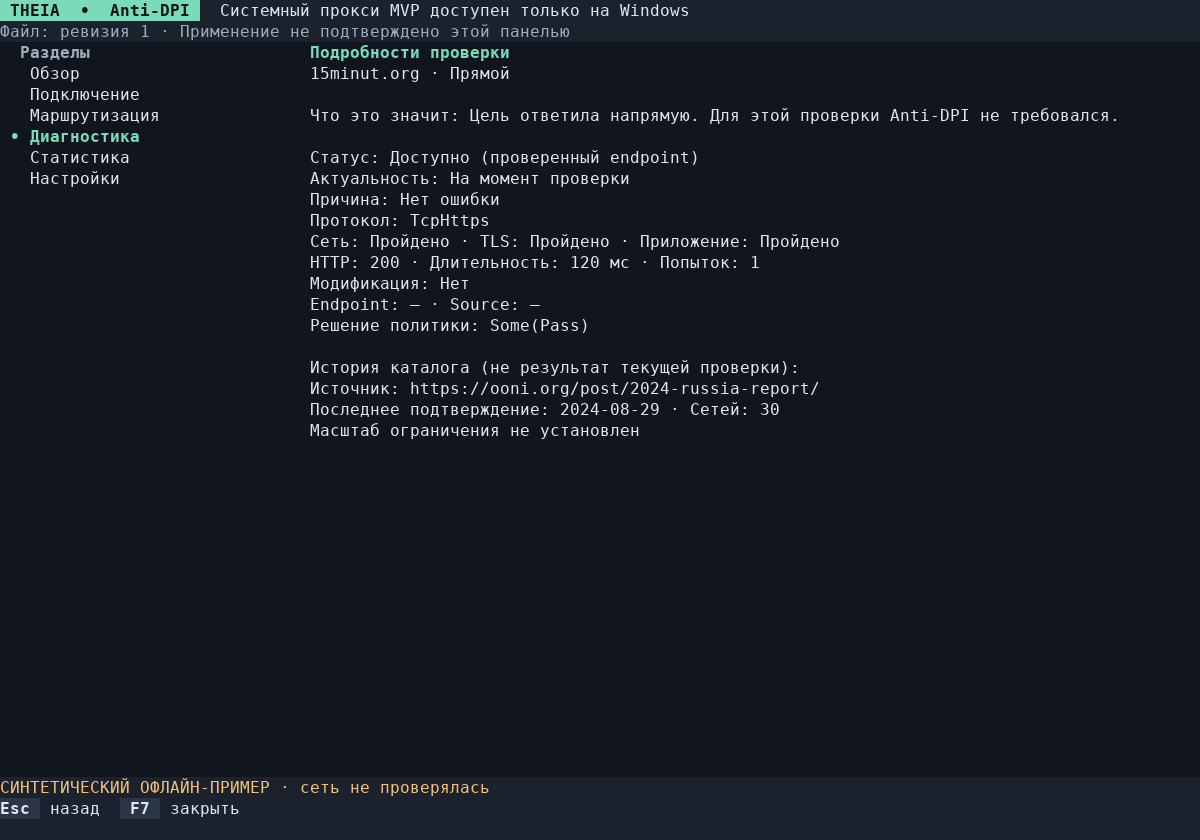 THEIA • Anti-DPI Системный прокси MVP доступен только на Windows
Файл: ревизия 1 · Применение не подтверждено этой панелью
Разделы
Обзор
Подключение
Маршрутизация
• Диагностика
Статистика
Настройки
Подробности проверки
15minut.org · Прямой
Что это значит: Цель ответила напрямую. Для этой проверки Anti-DPI не требовался.
Статус: Доступно (проверенный endpoint)
Актуальность: На момент проверки
Причина: Нет ошибки
Протокол: TcpHttps
Сеть: Пройдено · TLS: Пройдено · Приложение: Пройдено
HTTP: 200 · Длительность: 120 мс · Попыток: 1
Модификация: Нет
Endpoint: — · Source: —
Решение политики: Some(Pass)
История каталога (не результат текущей проверки):
Источник: https://ooni.org/post/2024-russia-report/
Последнее подтверждение: 2024-08-29 · Сетей: 30
Масштаб ограничения не установлен
СИНТЕТИЧЕСКИЙ ОФЛАЙН-ПРИМЕР · сеть не проверялась
Esc назад F7 закрыть